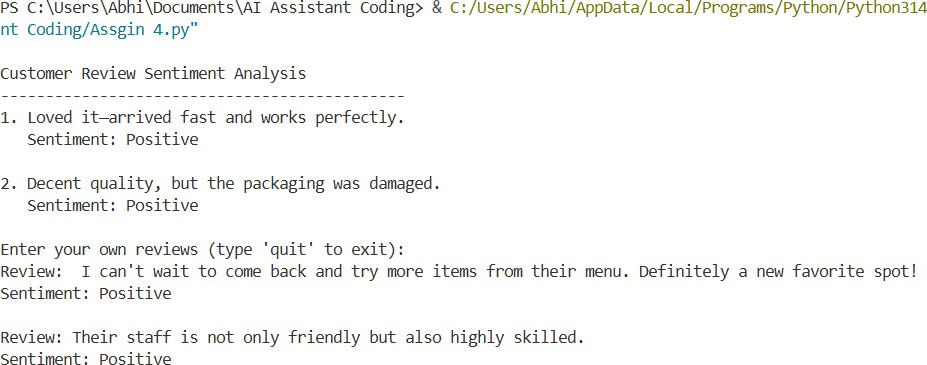 PS C:\Users\Abhi\Documents\AI Assistant Coding> & C:/Users/Abhi/AppData/Local/Programs/Python/Python314
nt Coding/Assgin 4.py"
Customer Review Sentiment Analysis
---------------------------------------------
1. Loved it—arrived fast and works perfectly.
Sentiment: Positive
2. Decent quality, but the packaging was damaged.
Sentiment: Positive
Enter your own reviews (type 'quit' to exit):
Review:  I can't wait to come back and try more items from their menu. Definitely a new favorite spot!
Sentiment: Positive
Review: Their staff is not only friendly but also highly skilled.
Sentiment: Positive